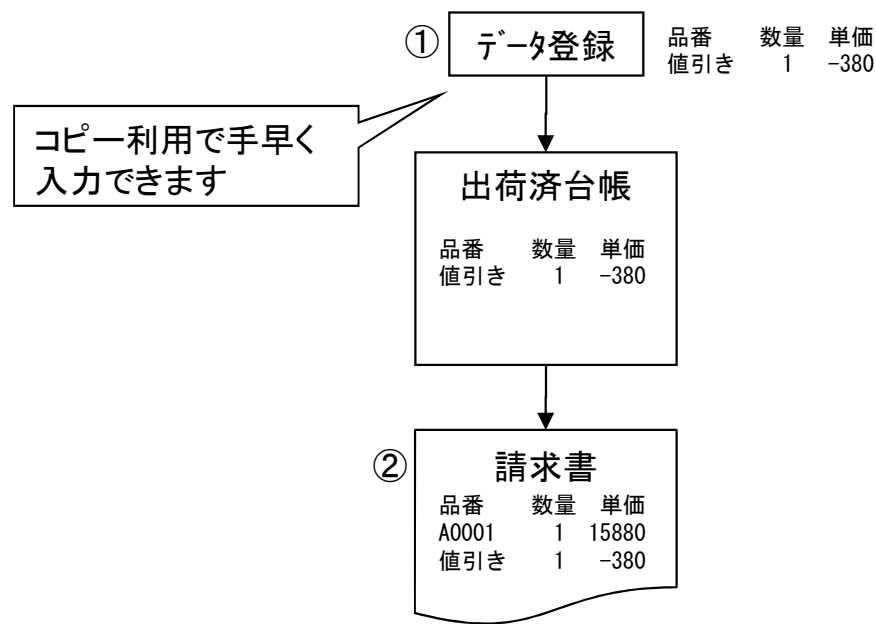 ① ﾃﾞｰﾀ登録
品番 数量 単価
値引き 1 -380
コピー利用で手早く
入力できます
出荷済台帳
品番 数量 単価
値引き 1 -380
② 請求書
品番 数量 単価
A0001 1 15880
値引き 1 -380